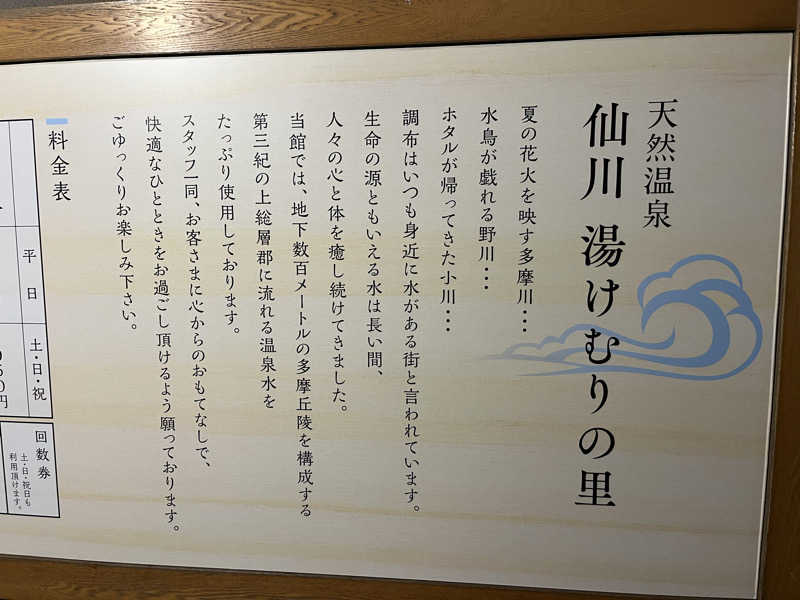 天然温泉
仙川 湯けむりの里
夏の花火を映す多摩川・・・
水鳥が戯れる野川・・・
ホタルが帰ってきた小川・・・
調布はいつも身近に水がある街と言われています。
生命の源ともいえる水は長い間、
人々の心と体を癒し続けてきました。
当館では、地下数百メートルの多摩丘陵を構成する
第三紀の上総層郡に流れる温泉水を
たっぷり使用しております。
スタッフ一同、お客さまに心からのおもてなしで、
快適なひとときをお過ごし頂けるよう願っております。
ごゆっくりお楽しみ下さい。
料金表
平日
土・日・祝
円
回数券
土・日・祝日も
利用頂けます。